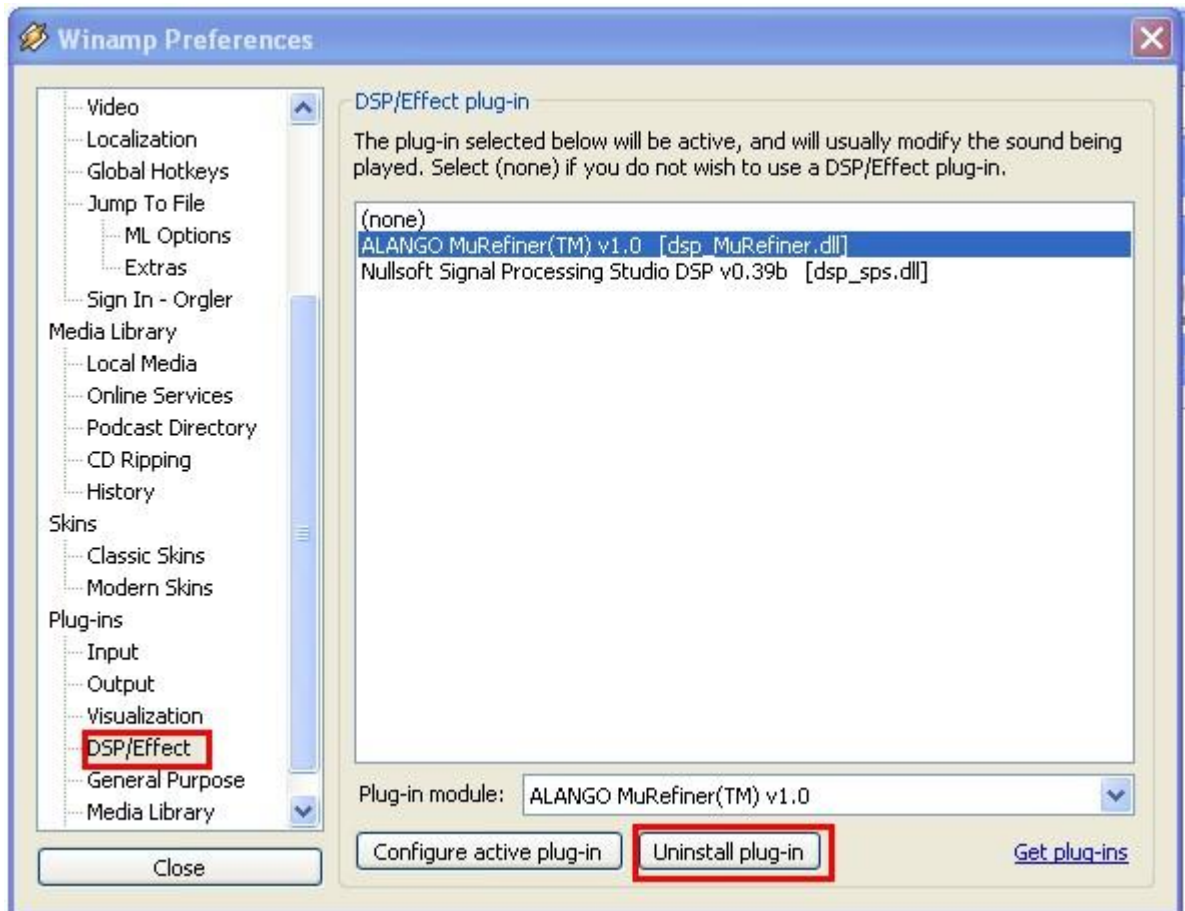 Winamp Preferences
Video
Localization
Global Hotkeys
Jump To File
ML Options
Extras
Sign In - Orgler
Media Library
Local Media
Online Services
Podcast Directory
CD Ripping
History
Skins
Classic Skins
Modern Skins
Plug-ins
Input
Output
Visualization
DSP/Effect
General Purpose
Media Library
Close
DSP/Effect plug-in
The plug-in selected below will be active, and will usually modify the sound being
played. Select (none) if you do not wish to use a DSP/Effect plug-in.
(none)
ALANGO MuRefiner(TM) v1.0 [dsp_MuRefiner.dll]
Nullsoft Signal Processing Studio DSP v0.39b [dsp_sps.dll]
Plug-in module: ALANGO MuRefiner(TM) v1.0
Configure active plug-in Uninstall plug-in Get plug-ins